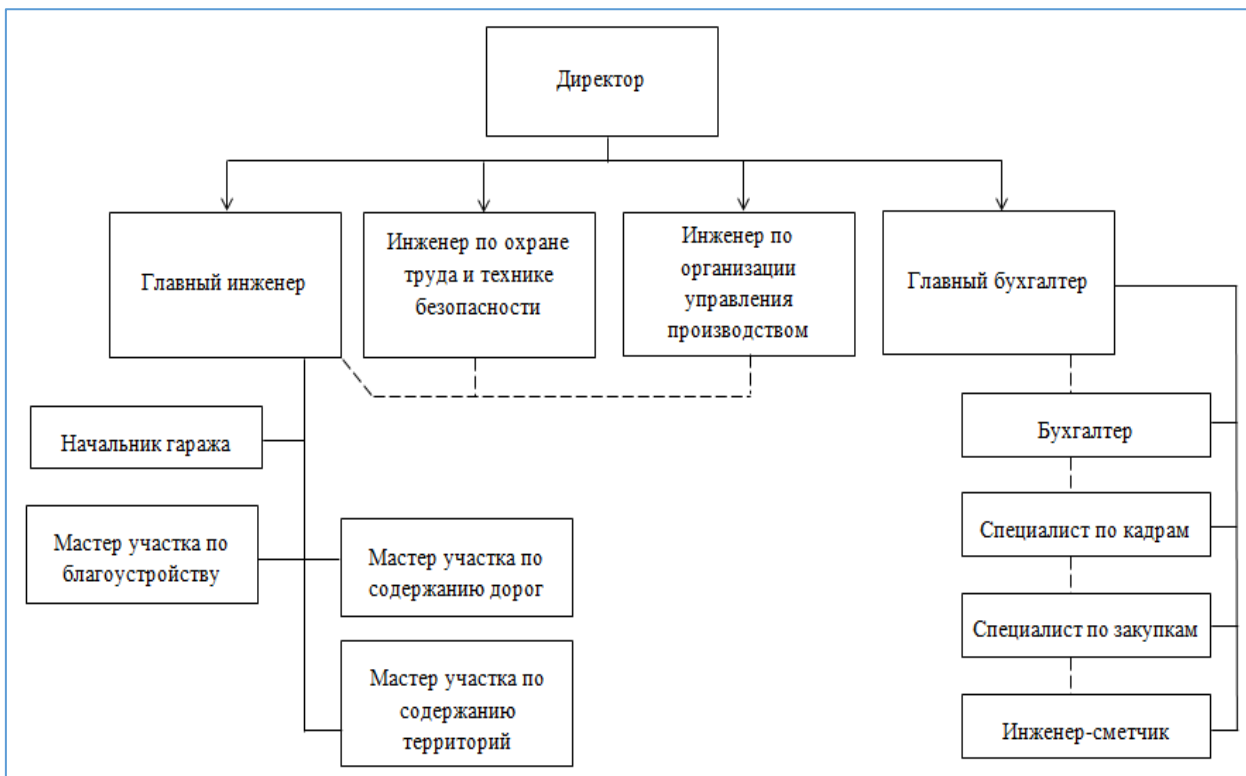 Директор
Главный инженер
Инженер по охране
труда и технике
безопасности
Инженер по
организации
управления
производством
Главный бухгалтер
Начальник гаража
Мастер участка по
благоустройству
Мастер участка по
содержанию дорог
Мастер участка по
содержанию
территорий
Бухгалтер
Специалист по кадрам
Специалист по закупкам
Инженер-сметчик